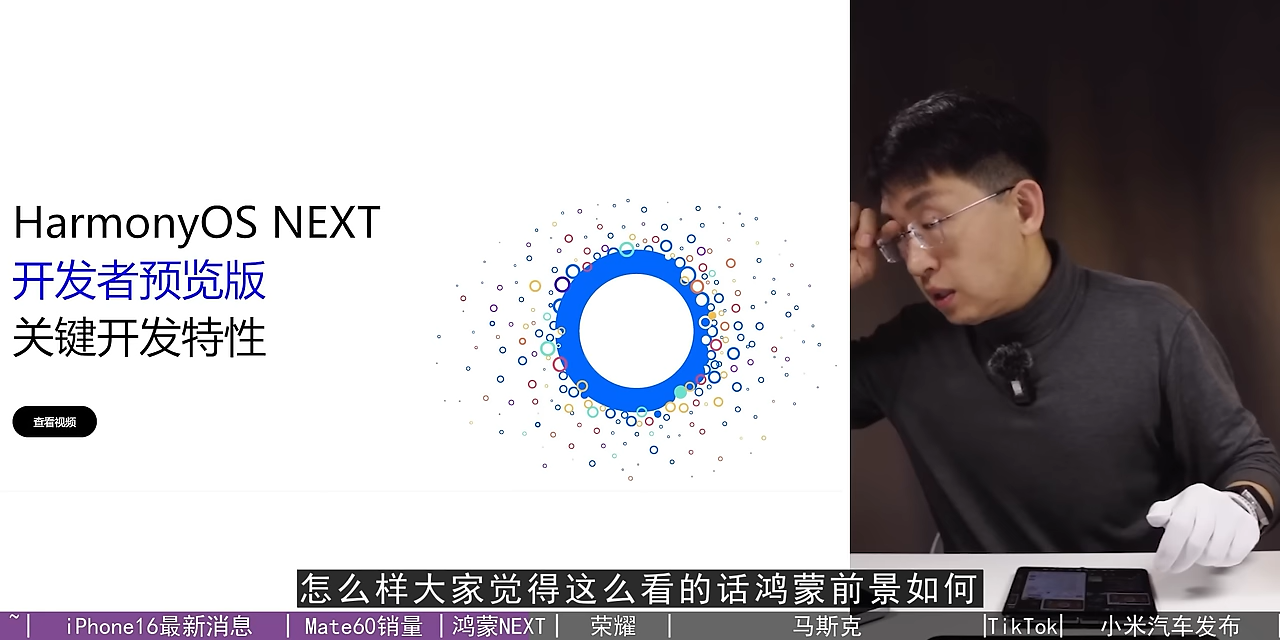 HarmonyOS NEXT
开发者预览版
关键开发特性
查看视频
怎么样大家觉得这么看的话鸿蒙前景如何
~| iPhone16最新消息 | Mate60销量 | 鸿蒙NEXT | 荣耀 | 马斯克 |TikTok| 小米汽车发布